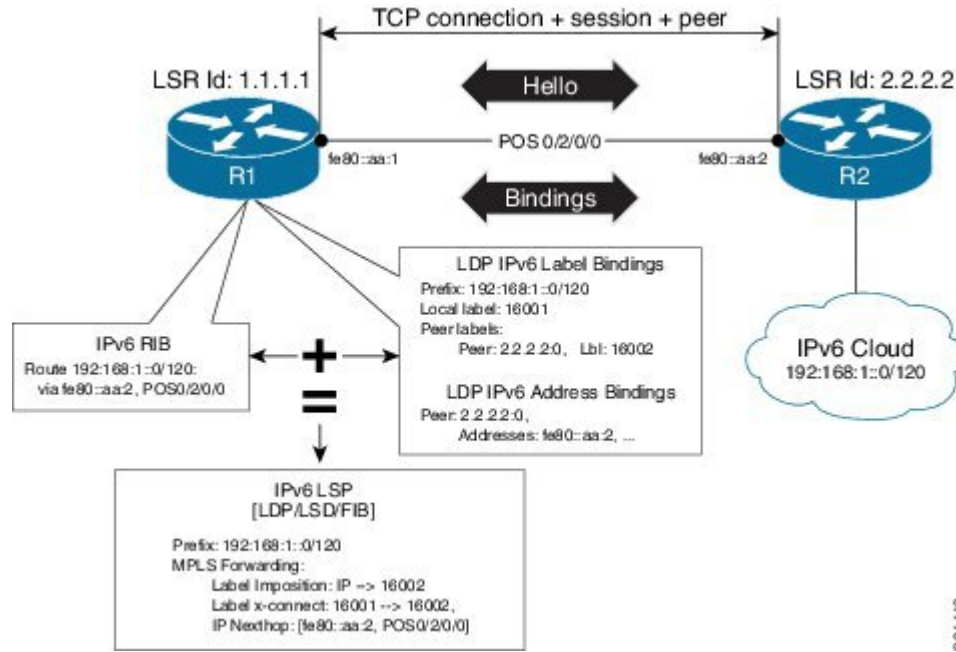 TCP connection + session + peer
LSR Id: 1.1.1.1
LSR Id: 2.2.2.2
Hello
POS 0/2/0/0
fe80::aa:1
fe80::aa:2
R1
R2
Bindings
LDP IPv6 Label Bindings
Prefix: 192:168:1::0/120
Local label: 16001
Peer labels:
Peer: 2.2.2.2:0, Lbl: 16002
LDP IPv6 Address Bindings
Peer: 2.2.2.2:0,
Addresses: fe80::aa:2, ...
IPv6 RIB
Route 192:168:1::0/120:
via fe80::aa:2, POS0/2/0/0
+
=
IPv6 Cloud
192:168:1::0/120
IPv6 LSP
[LDP/LSD/FIB]
Prefix: 192:168:1::0/120
MPLS Forwarding:
Label Imposition: IP --> 16002
Label x-connect: 16001 --> 16002,
IP Nexthop: [fe80::aa:2, POS0/2/0/0]